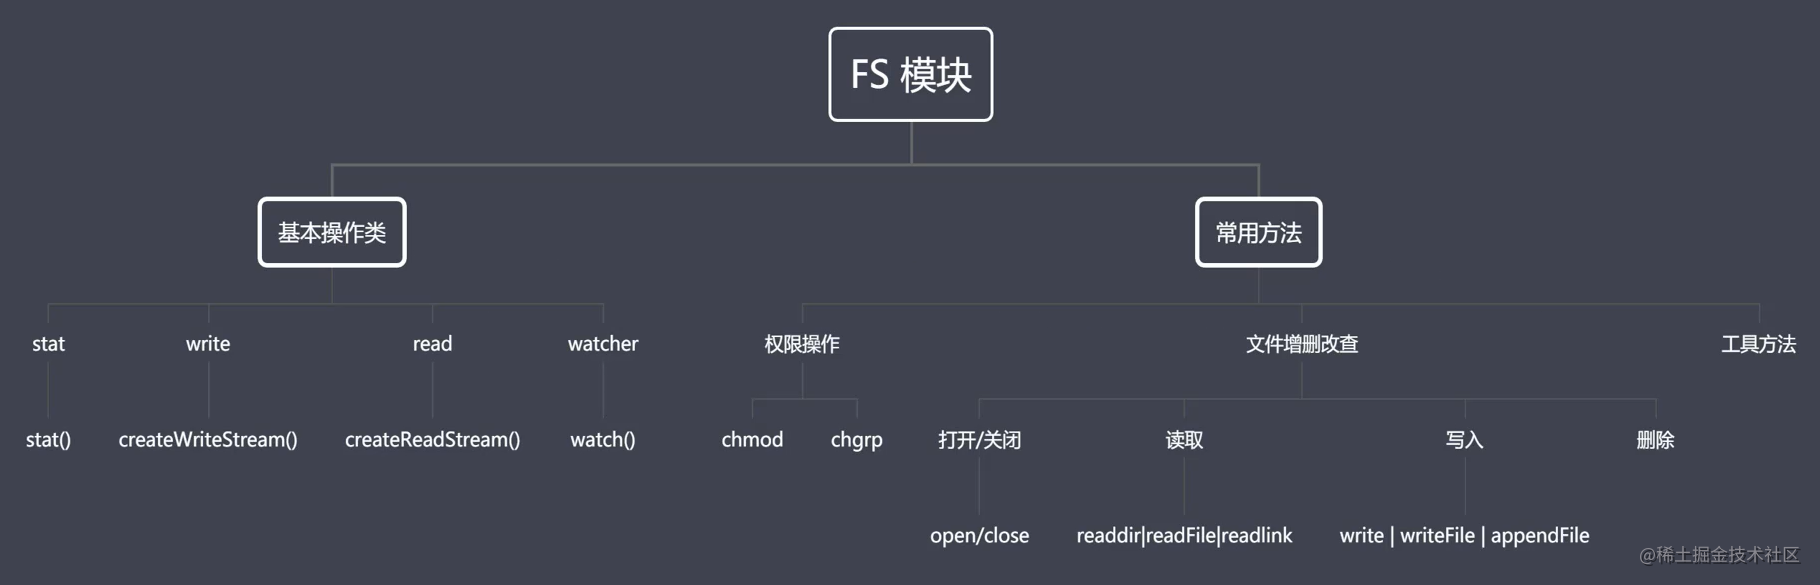 FS 模块
基本操作类
常用方法
stat
write
read
watcher
权限操作
文件增删改查
工具方法
stat()
createWriteStream()
createReadStream()
watch()
chmod
chgrp
打开/关闭
读取
写入
删除
open/close
readdir|readFile|readlink
write | writeFile | appendFile
@稀土掘金技术社区